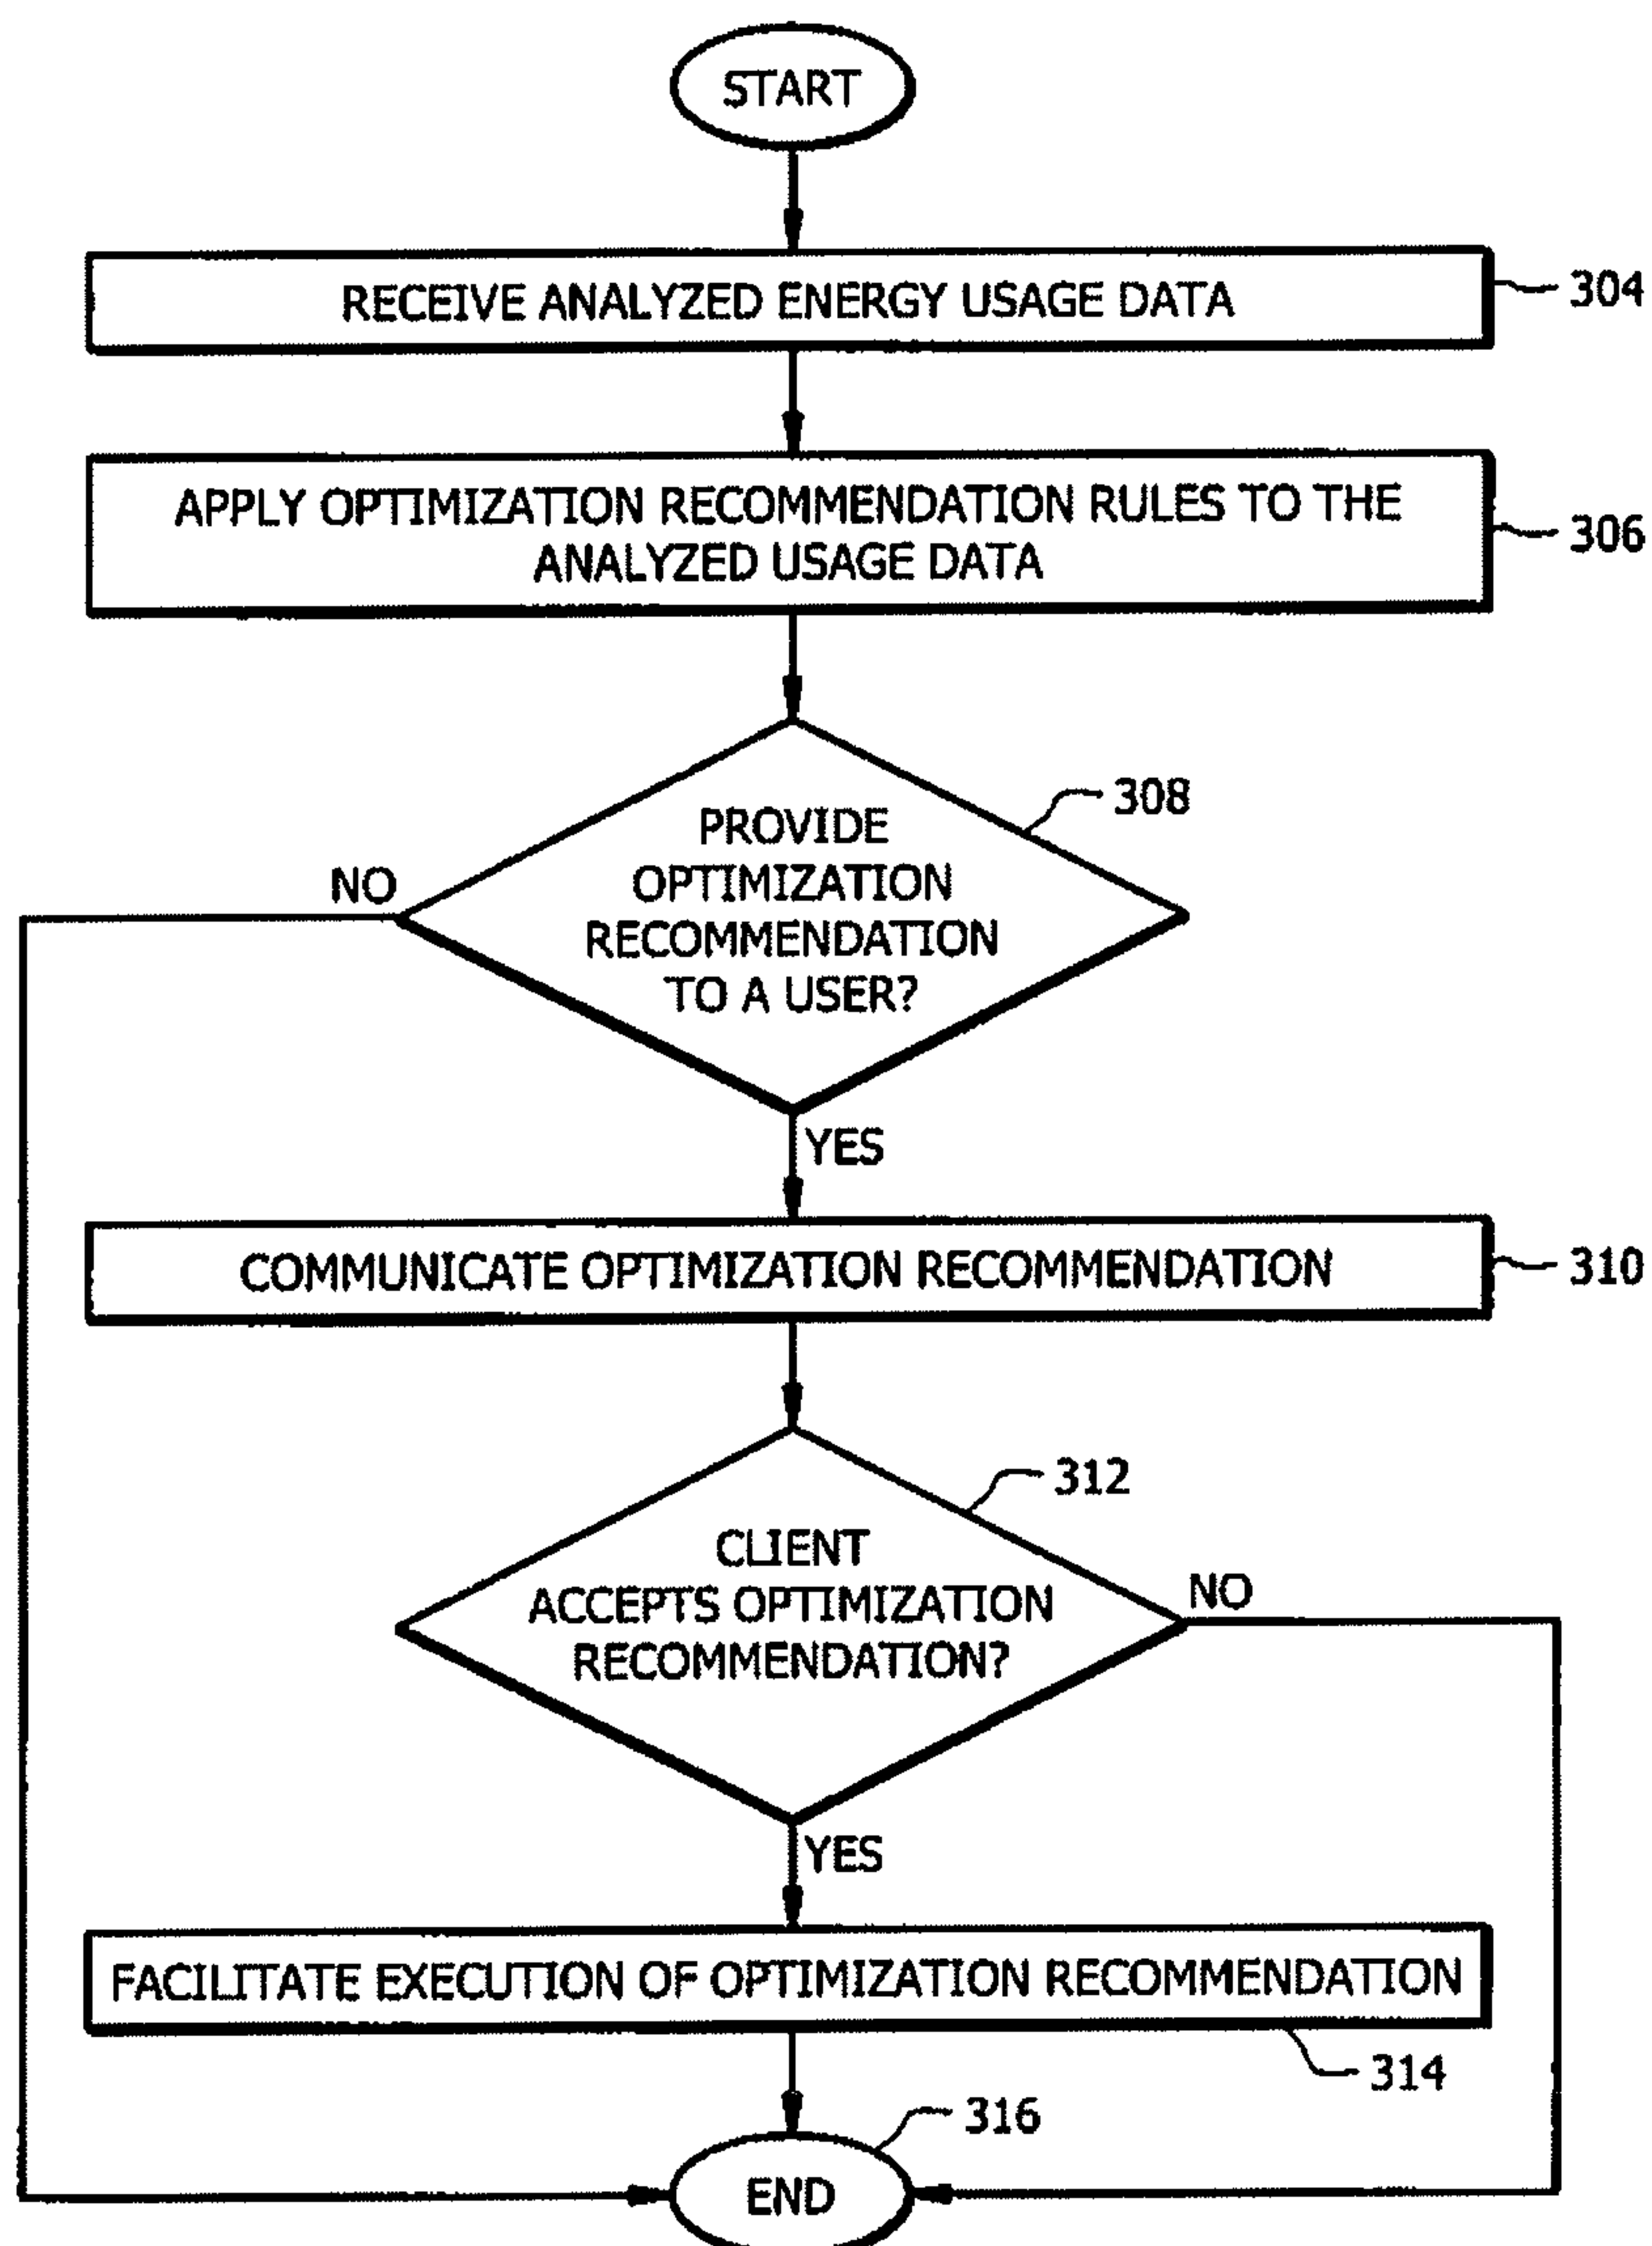 START
RECEIVE ANALYZED ENERGY USAGE DATA
304
APPLY OPTIMIZATION RECOMMENDATION RULES TO THE
ANALYZED USAGE DATA
306
308
PROVIDE
OPTIMIZATION
RECOMMENDATION
TO A USER?
NO
YES
COMMUNICATE OPTIMIZATION RECOMMENDATION
310
312
CLIENT
ACCEPTS OPTIMIZATION
RECOMMENDATION?
NO
YES
FACILITATE EXECUTION OF OPTIMIZATION RECOMMENDATION
314
316
END